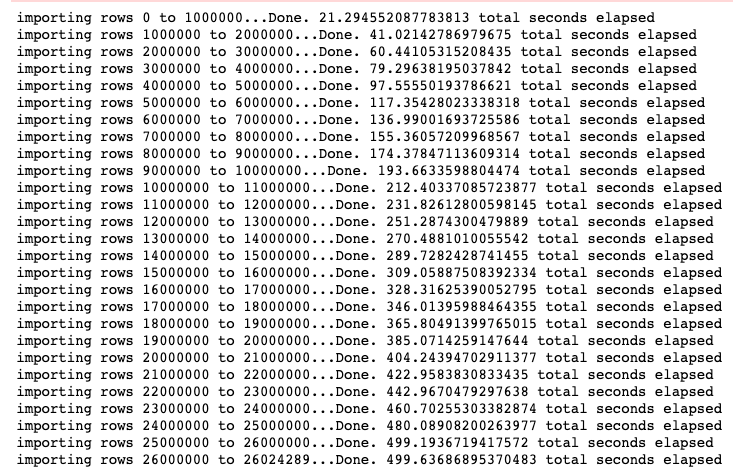 importing rows 0 to 1000000...Done. 21.294552087783813 total seconds elapsed
importing rows 1000000 to 2000000...Done. 41.02142786979675 total seconds elapsed
importing rows 2000000 to 3000000...Done. 60.44105315208435 total seconds elapsed
importing rows 3000000 to 4000000...Done. 79.29638195037842 total seconds elapsed
importing rows 4000000 to 5000000...Done. 97.55550193786621 total seconds elapsed
importing rows 5000000 to 6000000...Done. 117.35428023338318 total seconds elapsed
importing rows 6000000 to 7000000...Done. 136.99001693725586 total seconds elapsed
importing rows 7000000 to 8000000...Done. 155.36057209968567 total seconds elapsed
importing rows 8000000 to 9000000...Done. 174.37847113609314 total seconds elapsed
importing rows 9000000 to 10000000...Done. 193.6633598804474 total seconds elapsed
importing rows 10000000 to 11000000...Done. 212.40337085723877 total seconds elapsed
importing rows 11000000 to 12000000...Done. 231.82612800598145 total seconds elapsed
importing rows 12000000 to 13000000...Done. 251.2874300479889 total seconds elapsed
importing rows 13000000 to 14000000...Done. 270.4881010055542 total seconds elapsed
importing rows 14000000 to 15000000...Done. 289.7282428741455 total seconds elapsed
importing rows 15000000 to 16000000...Done. 309.05887508392334 total seconds elapsed
importing rows 16000000 to 17000000...Done. 328.31625390052795 total seconds elapsed
importing rows 17000000 to 18000000...Done. 346.01395988464355 total seconds elapsed
importing rows 18000000 to 19000000...Done. 365.80491399765015 total seconds elapsed
importing rows 19000000 to 20000000...Done. 385.0714259147644 total seconds elapsed
importing rows 20000000 to 21000000...Done. 404.24394702911377 total seconds elapsed
importing rows 21000000 to 22000000...Done. 422.9583830833435 total seconds elapsed
importing rows 22000000 to 23000000...Done. 442.9670479297638 total seconds elapsed
importing rows 23000000 to 24000000...Done. 460.70255303382874 total seconds elapsed
importing rows 24000000 to 25000000...Done. 480.08908200263977 total seconds elapsed
importing rows 25000000 to 26000000...Done. 499.1936719417572 total seconds elapsed
importing rows 26000000 to 26024289...Done. 499.63686895370483 total seconds elapsed